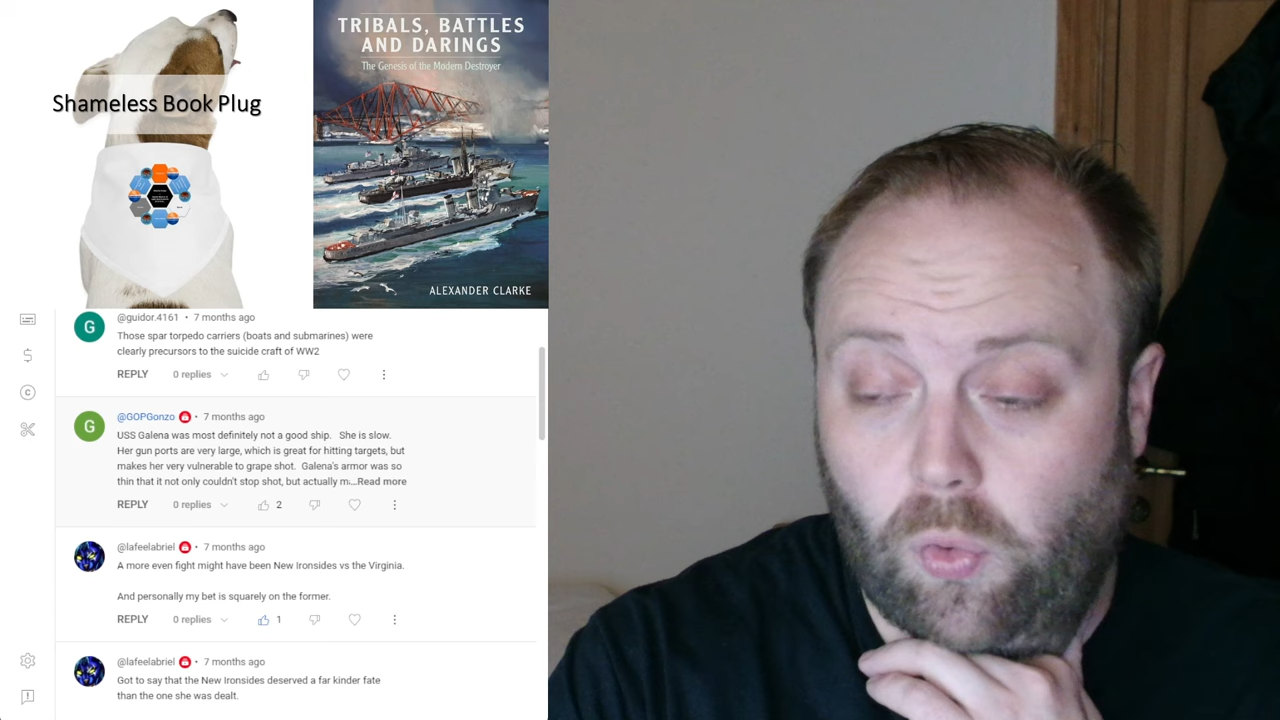 Shameless Book Plug
TRIBALS, BATTLES
AND DARINGS
The Genesis of the Modern Destroyer
ALEXANDER CLARKE
@guidor.4161 • 7 months ago
Those spar torpedo carriers (boats and submarines) were
clearly precursors to the suicide craft of WW2
REPLY 0 replies
@GOPGonzo • 7 months ago
USS Galena was most definitely not a good ship. She is slow.
Her gun ports are very large, which is great for hitting targets, but
makes her very vulnerable to grape shot. Galena's armor was so
thin that it not only couldn't stop shot, but actually m...Read more
REPLY 0 replies 2
@lafeelabriel • 7 months ago
A more even fight might have been New Ironsides vs the Virginia.
And personally my bet is squarely on the former.
REPLY 0 replies 1
@lafeelabriel • 7 months ago
Got to say that the New Ironsides deserved a far kinder fate
than the one she was dealt.